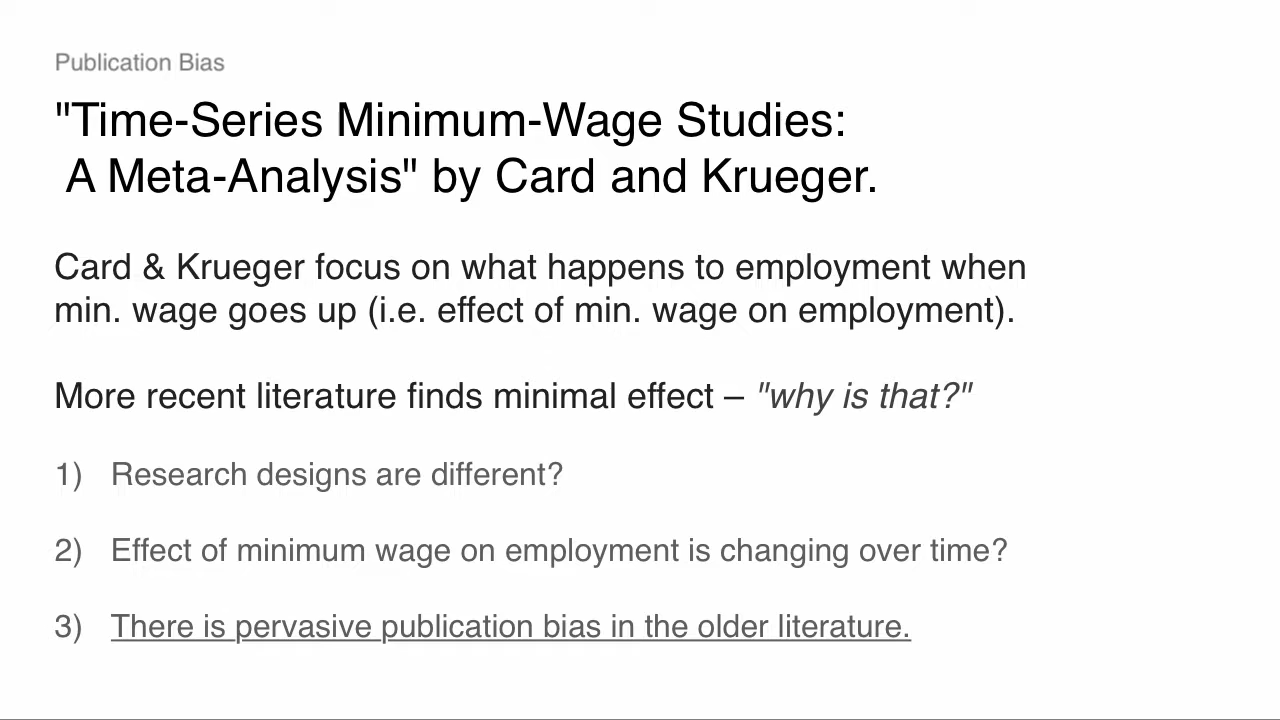 Publication Bias
"Time-Series Minimum-Wage Studies:
A Meta-Analysis" by Card and Krueger.
Card & Krueger focus on what happens to employment when
min. wage goes up (i.e. effect of min. wage on employment).
More recent literature finds minimal effect – "why is that?"
1) Research designs are different?
2) Effect of minimum wage on employment is changing over time?
3) There is pervasive publication bias in the older literature.